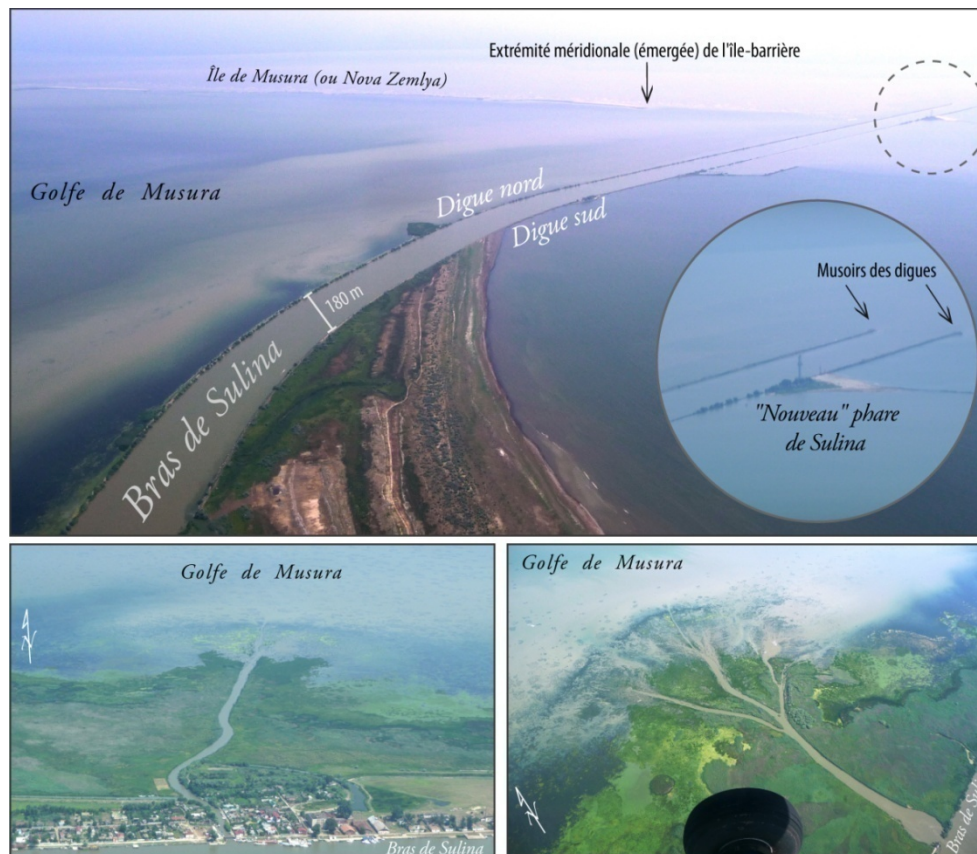 Extrémité méridionale (émergée) de l'île-barrière
Île de Musura (ou Nova Zemlya)
Golfe de Musura
Digue nord
Digue sud
180 m
Bras de Sulina
Musoirs des digues
"Nouveau" phare
de Sulina
Golfe de Musura
N
Bras de Sulina
Golfe de Musura
N
Bras de